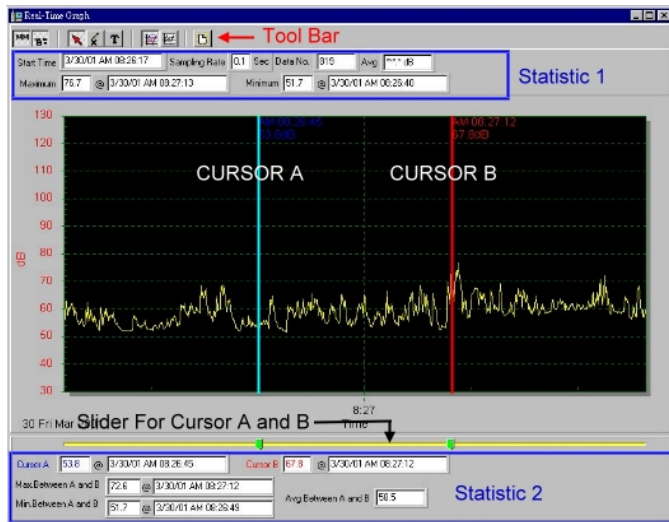 Real-Time Graph
MM
T
Tool Bar
Start Time 3/30/01 AM 08:26:17 Sampling Rate 0.1 Sec Data No. 819 Avg **.* dB
Maximum 76.7 @ 3/30/01 AM 08:27:13 Minimum 51.7 @ 3/30/01 AM 08:26:40
Statistic 1
130
120
110
100
90
80
70
60
50
40
30
dB
AM 08:26:45
53.8dB
AM 08:27:12
67.8dB
CURSOR A
CURSOR B
8:27
30 Fri Mar
Time
Slider For Cursor A and B
Cursor A 53.8 @ 3/30/01 AM 08:26:45 Cursor B 67.8 @ 3/30/01 AM 08:27:12
Max.Between A and B 72.6 @ 3/30/01 AM 08:27:12
Min.Between A and B 51.7 @ 3/30/01 AM 08:26:49
Avg Between A and B 58.5
Statistic 2